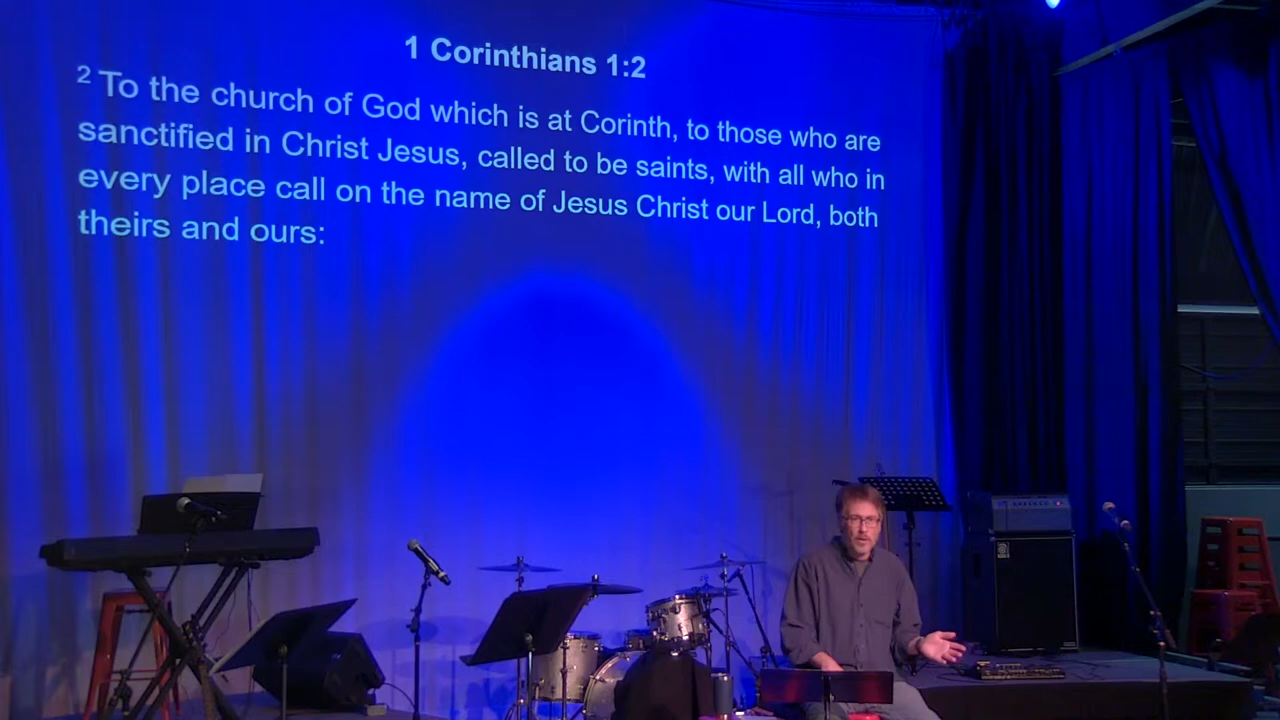 1 Corinthians 1:2
2 To the church of God which is at Corinth, to those who are
sanctified in Christ Jesus, called to be saints, with all who in
every place call on the name of Jesus Christ our Lord, both
theirs and ours: